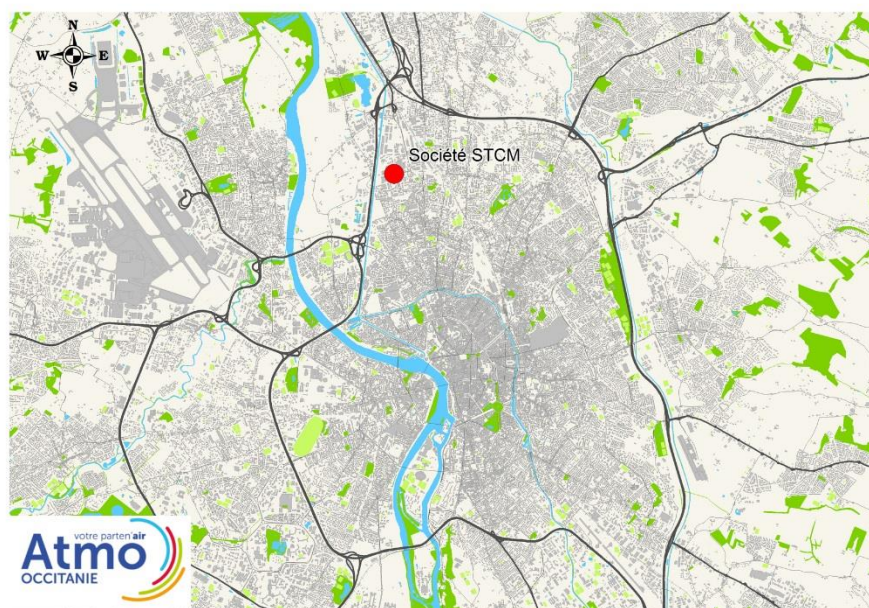 N
W E
S
Société STCM
votre parten'air
Atmo
OCCITANIE